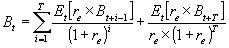 B_t = \sum_{i=1}^{T} \frac{E_t[r_e \times B_{t+i-1}]}{(1+r_e)^i} + \frac{E_t[r_e \times B_{t+T}]}{r_e \times (1+r_e)^T}